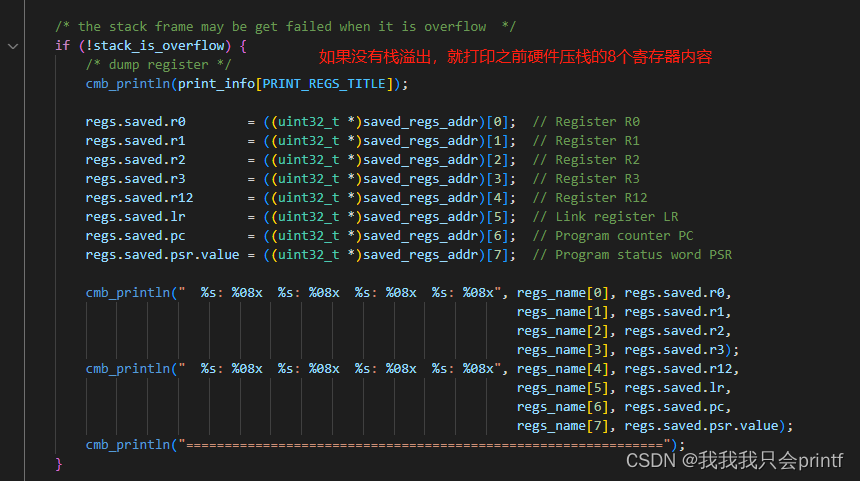 /* the stack frame may be get failed when it is overflow  */
if (!stack_is_overflow) {
如果没有栈溢出，就打印之前硬件压栈的8个寄存器内容
/* dump register */
cmb_println(print_info[PRINT_REGS_TITLE]);
regs.saved.r0        = ((uint32_t *)saved_regs_addr)[0];  // Register R0
regs.saved.r1        = ((uint32_t *)saved_regs_addr)[1];  // Register R1
regs.saved.r2        = ((uint32_t *)saved_regs_addr)[2];  // Register R2
regs.saved.r3        = ((uint32_t *)saved_regs_addr)[3];  // Register R3
regs.saved.r12       = ((uint32_t *)saved_regs_addr)[4];  // Register R12
regs.saved.lr        = ((uint32_t *)saved_regs_addr)[5];  // Link register LR
regs.saved.pc        = ((uint32_t *)saved_regs_addr)[6];  // Program counter PC
regs.saved.psr.value = ((uint32_t *)saved_regs_addr)[7];  // Program status word PSR
cmb_println("  %s: %08x  %s: %08x  %s: %08x  %s: %08x", regs_name[0], regs.saved.r0,
regs_name[1], regs.saved.r1,
regs_name[2], regs.saved.r2,
regs_name[3], regs.saved.r3);
cmb_println("  %s: %08x  %s: %08x  %s: %08x  %s: %08x", regs_name[4], regs.saved.r12,
regs_name[5], regs.saved.lr,
regs_name[6], regs.saved.pc,
regs_name[7], regs.saved.psr.value);
cmb_println("==============================================================");
}
CSDN @我我我只会printf